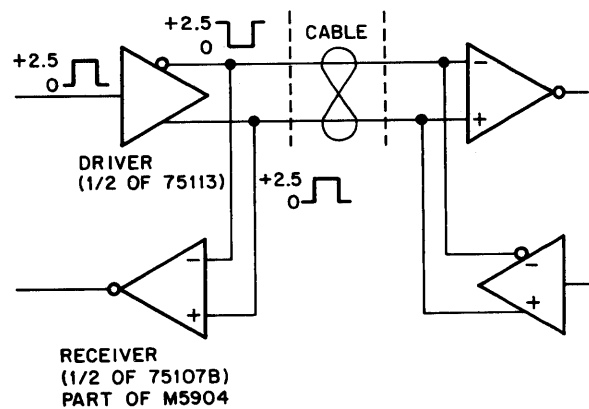 +2.5
0
CABLE
+2.5
0
-
+
DRIVER
(1/2 OF 75113)
+2.5
0
-
+
-
+
RECEIVER
(1/2 OF 75107B)
PART OF M5904